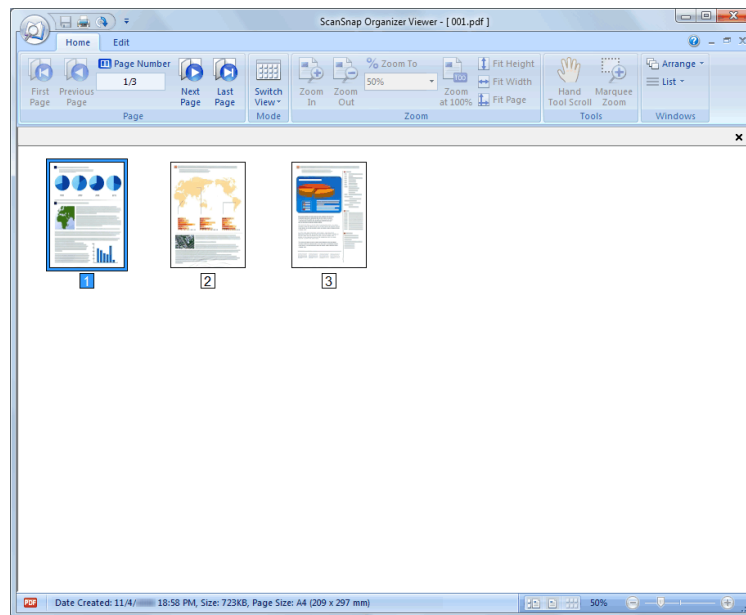 ScanSnap Organizer Viewer - [ 001.pdf ]
Home Edit
First Page
Previous Page
Page Number
1/3
Next Page
Last Page
Page
Switch View
Mode
Zoom In
Zoom Out
% Zoom To
50%
Zoom at 100%
Fit Height
Fit Width
Fit Page
Zoom
Hand Tool Scroll
Marquee Zoom
Tools
Arrange
List
Windows
1
2
3
PDF Date Created: 11/4/ 18:58 PM, Size: 723KB, Page Size: A4 (209 x 297 mm) 50%